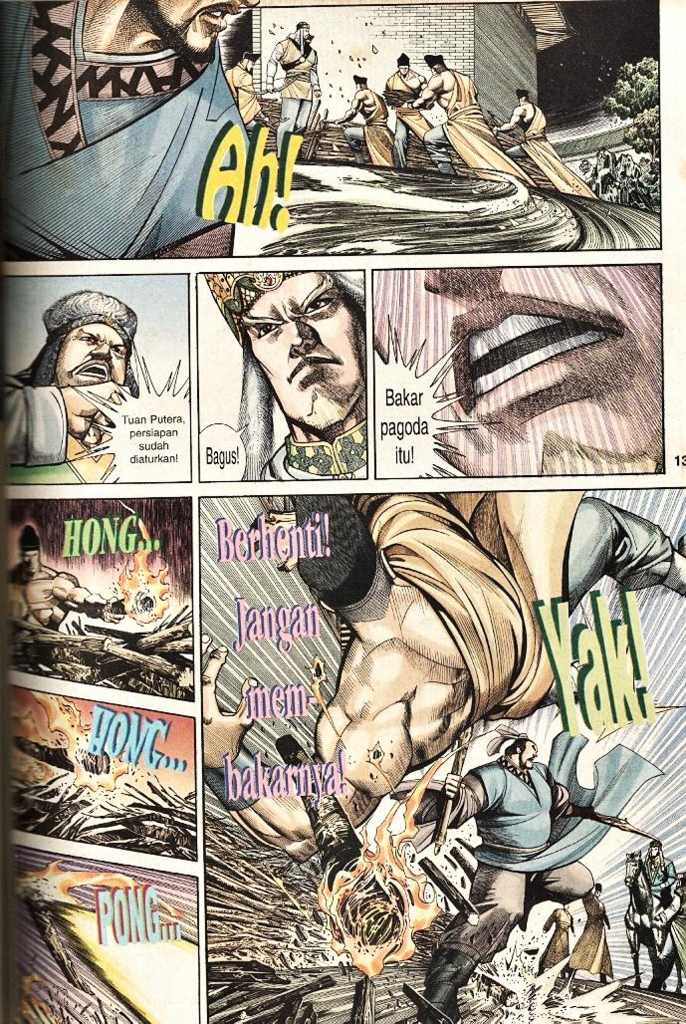 Ah!
Tuan Putera,
persiapan
sudah
diaturkan!
Bagus!
Bakar
pagoda
itu!
13
HONG...
HONG...
PONG...
Berhenti!
Jangan
mem-
bakarnya!
Yak!